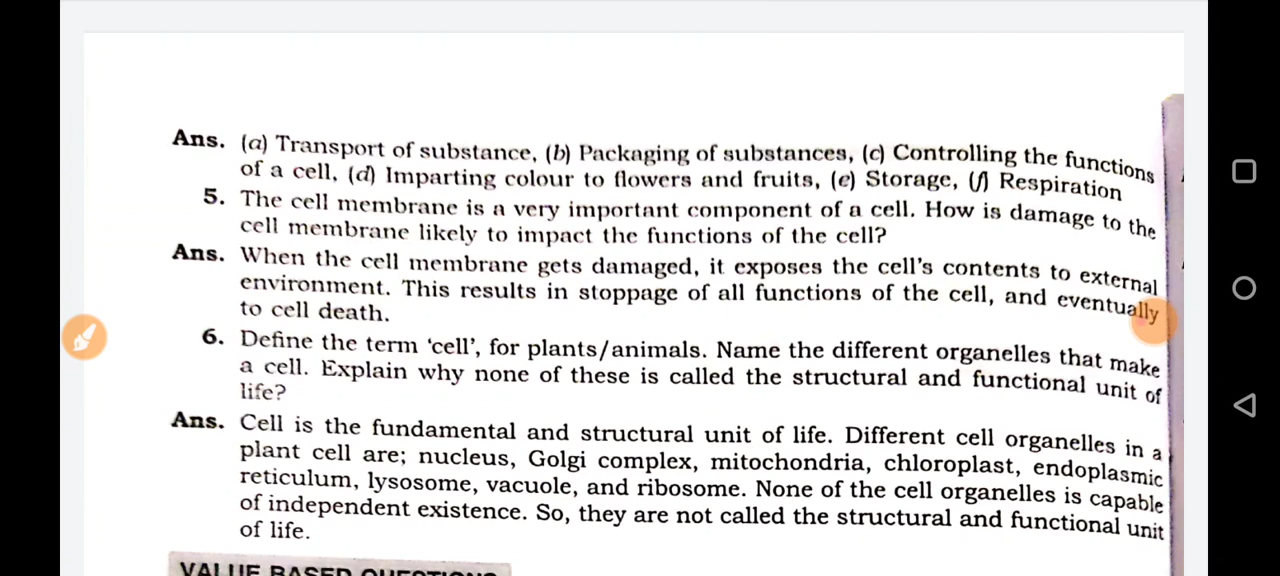 Ans. (a) Transport of substance, (b) Packaging of substances, (c) Controlling the functions
of a cell, (d) Imparting colour to flowers and fruits, (e) Storage, (f) Respiration
5. The cell membrane is a very important component of a cell. How is damage to the
cell membrane likely to impact the functions of the cell?
Ans. When the cell membrane gets damaged, it exposes the cell's contents to external
environment. This results in stoppage of all functions of the cell, and eventually
to cell death.
6. Define the term ‘cell’, for plants/animals. Name the different organelles that make
a cell. Explain why none of these is called the structural and functional unit of
life?
Ans. Cell is the fundamental and structural unit of life. Different cell organelles in a
plant cell are; nucleus, Golgi complex, mitochondria, chloroplast, endoplasmic
reticulum, lysosome, vacuole, and ribosome. None of the cell organelles is capable
of independent existence. So, they are not called the structural and functional unit
of life.
VALUE BASED QUESTIONS